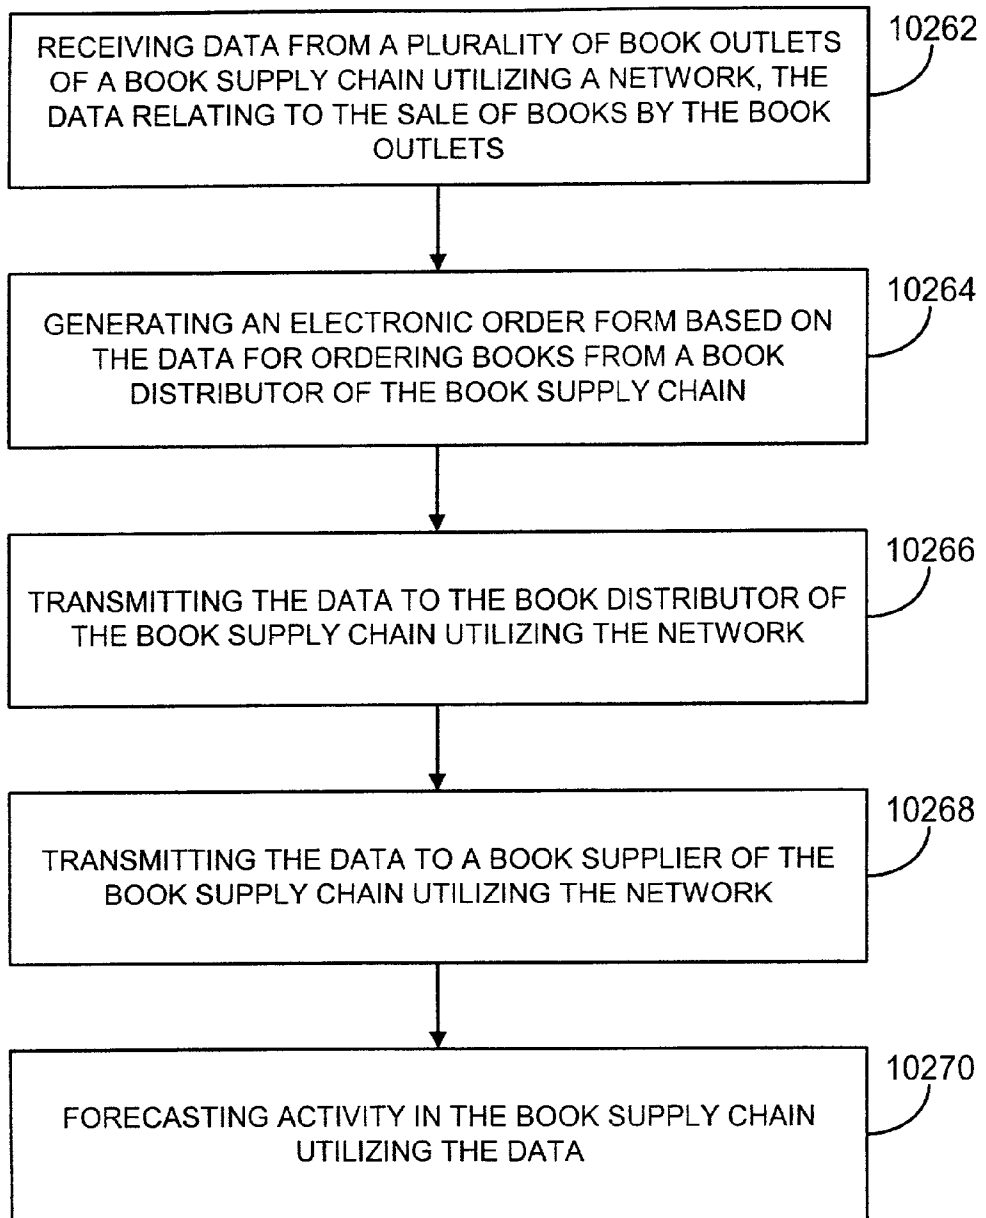 RECEIVING DATA FROM A PLURALITY OF BOOK OUTLETS
OF A BOOK SUPPLY CHAIN UTILIZING A NETWORK, THE
DATA RELATING TO THE SALE OF BOOKS BY THE BOOK
OUTLETS
10262
GENERATING AN ELECTRONIC ORDER FORM BASED ON
THE DATA FOR ORDERING BOOKS FROM A BOOK
DISTRIBUTOR OF THE BOOK SUPPLY CHAIN
10264
TRANSMITTING THE DATA TO THE BOOK DISTRIBUTOR OF
THE BOOK SUPPLY CHAIN UTILIZING THE NETWORK
10266
TRANSMITTING THE DATA TO A BOOK SUPPLIER OF THE
BOOK SUPPLY CHAIN UTILIZING THE NETWORK
10268
FORECASTING ACTIVITY IN THE BOOK SUPPLY CHAIN
UTILIZING THE DATA
10270